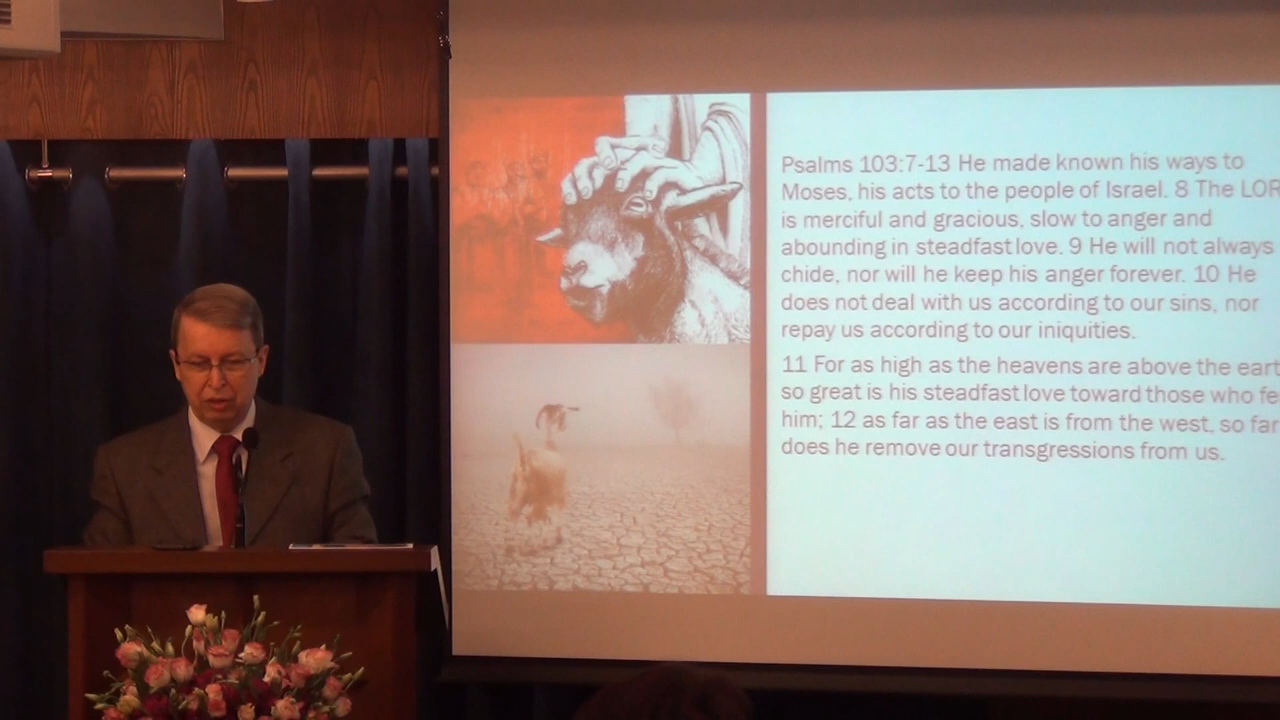 Psalms 103:7-13 He made known his ways to
Moses, his acts to the people of Israel. 8 The LOR
is merciful and gracious, slow to anger and
abounding in steadfast love. 9 He will not always
chide, nor will he keep his anger forever. 10 He
does not deal with us according to our sins, nor
repay us according to our iniquities.
11 For as high as the heavens are above the eart
so great is his steadfast love toward those who fe
him; 12 as far as the east is from the west, so far
does he remove our transgressions from us.